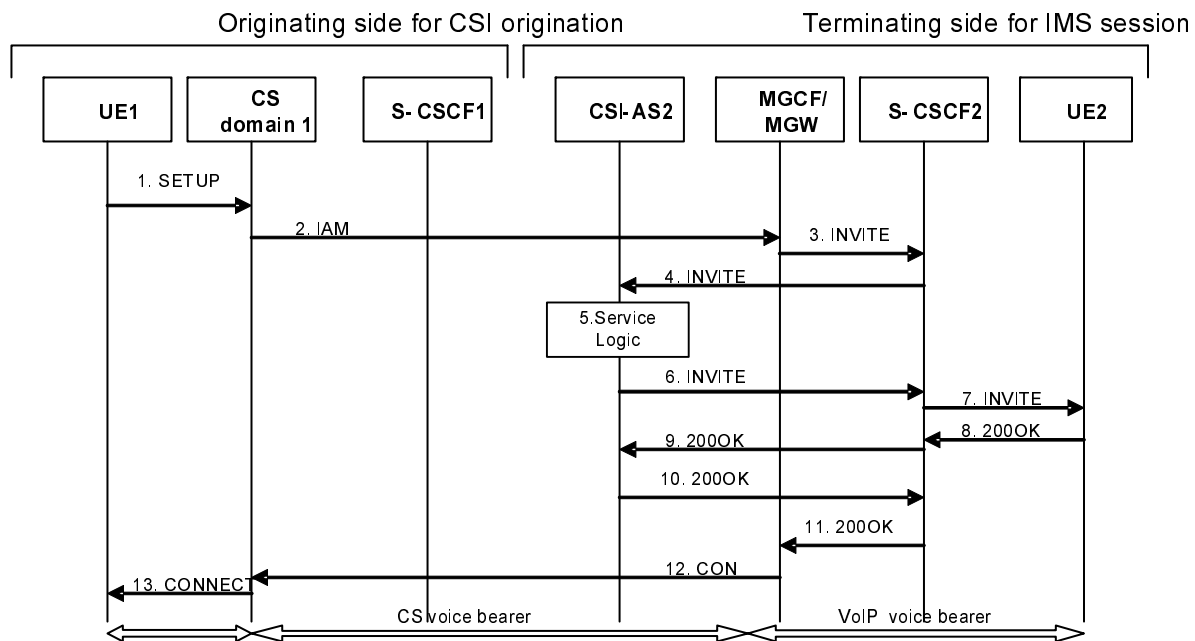 Originating side for CSI origination
Terminating side for IMS session
UE1
CS
domain 1
S- CSCF1
CSI- AS2
MGCF/
MGW
S- CSCF2
UE2
1. SETUP
2. IAM
3. INVITE
4. INVITE
5.Service
Logic
6. INVITE
7. INVITE
8. 200OK
9. 200OK
10. 200OK
11. 200OK
12. CON
13. CONNECT
CS voice bearer
VoIP voice bearer